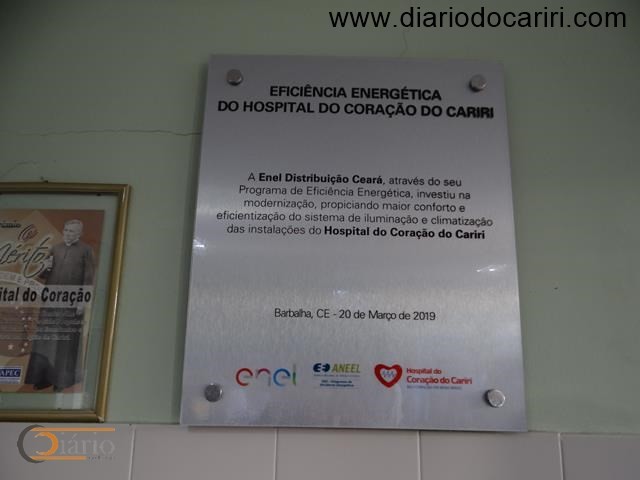 www.diariodocariri.com
EFICIÊNCIA ENERGÉTICA
DO HOSPITAL DO CORAÇÃO DO CARIRI
A Enel Distribuição Ceará, através do seu
Programa de Eficiência Energética, investiu na
modernização, propiciando maior conforto e
eficientização do sistema de iluminação e climatização
das instalações do Hospital do Coração do Cariri
Barbalha, CE - 20 de Março de 2019
enel
ANEEL
Hospital do
Coração do Cariri
Mérito
ital do Coração
APEC
Diário